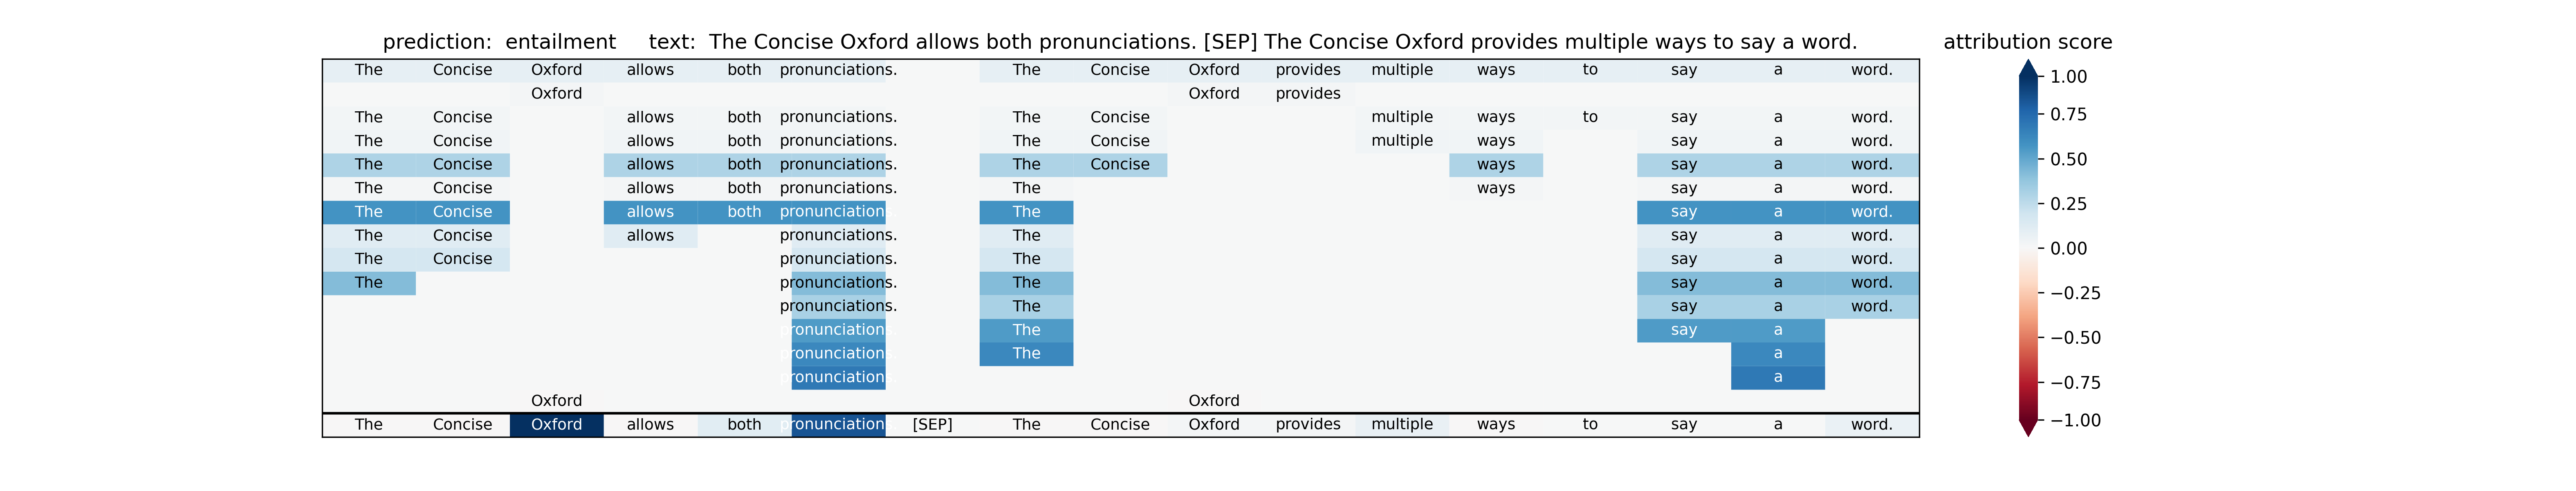 prediction: entailment text: The Concise Oxford allows both pronunciations. [SEP] The Concise Oxford provides multiple ways to say a word. attribution score
The Concise Oxford allows both pronunciations. The Concise Oxford provides multiple ways to say a word.
Oxford Oxford provides
The Concise allows both pronunciations. The Concise multiple ways to say a word.
The Concise allows both pronunciations. The Concise multiple ways say a word.
The Concise allows both pronunciations. The Concise ways say a word.
The Concise allows both pronunciations. The ways say a word.
The Concise allows both pronunciations. The say a word.
The Concise allows pronunciations. The say a word.
The Concise pronunciations. The say a word.
The pronunciations. The say a word.
pronunciations. The say a word.
pronunciations. The say a
pronunciations. The a
pronunciations. a
Oxford Oxford
The Concise Oxford allows both pronunciations. [SEP] The Concise Oxford provides multiple ways to say a word.
1.00
0.75
0.50
0.25
0.00
−0.25
−0.50
−0.75
−1.00